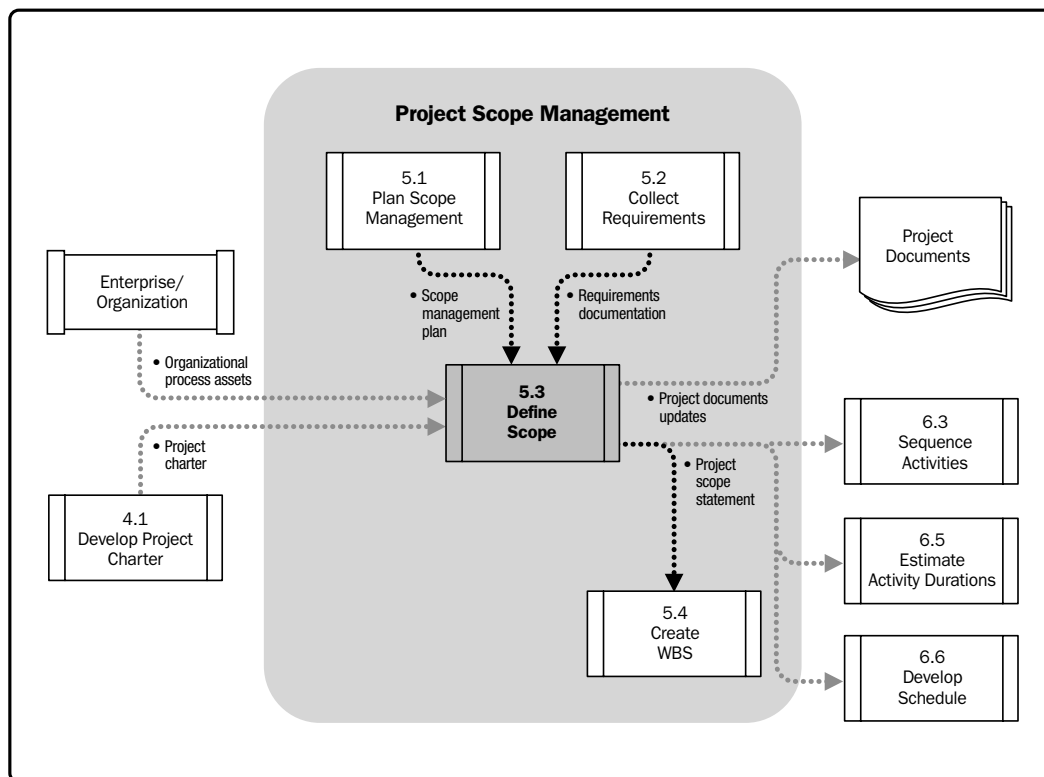 Project Scope Management
5.1
Plan Scope
Management
5.2
Collect
Requirements
Project
Documents
Enterprise/
Organization
• Scope
management
plan
• Requirements
documentation
• Organizational
process assets
5.3
Define
Scope
• Project documents
updates
• Project
charter
6.3
Sequence
Activities
• Project
scope
statement
4.1
Develop Project
Charter
6.5
Estimate
Activity Durations
5.4
Create
WBS
6.6
Develop
Schedule